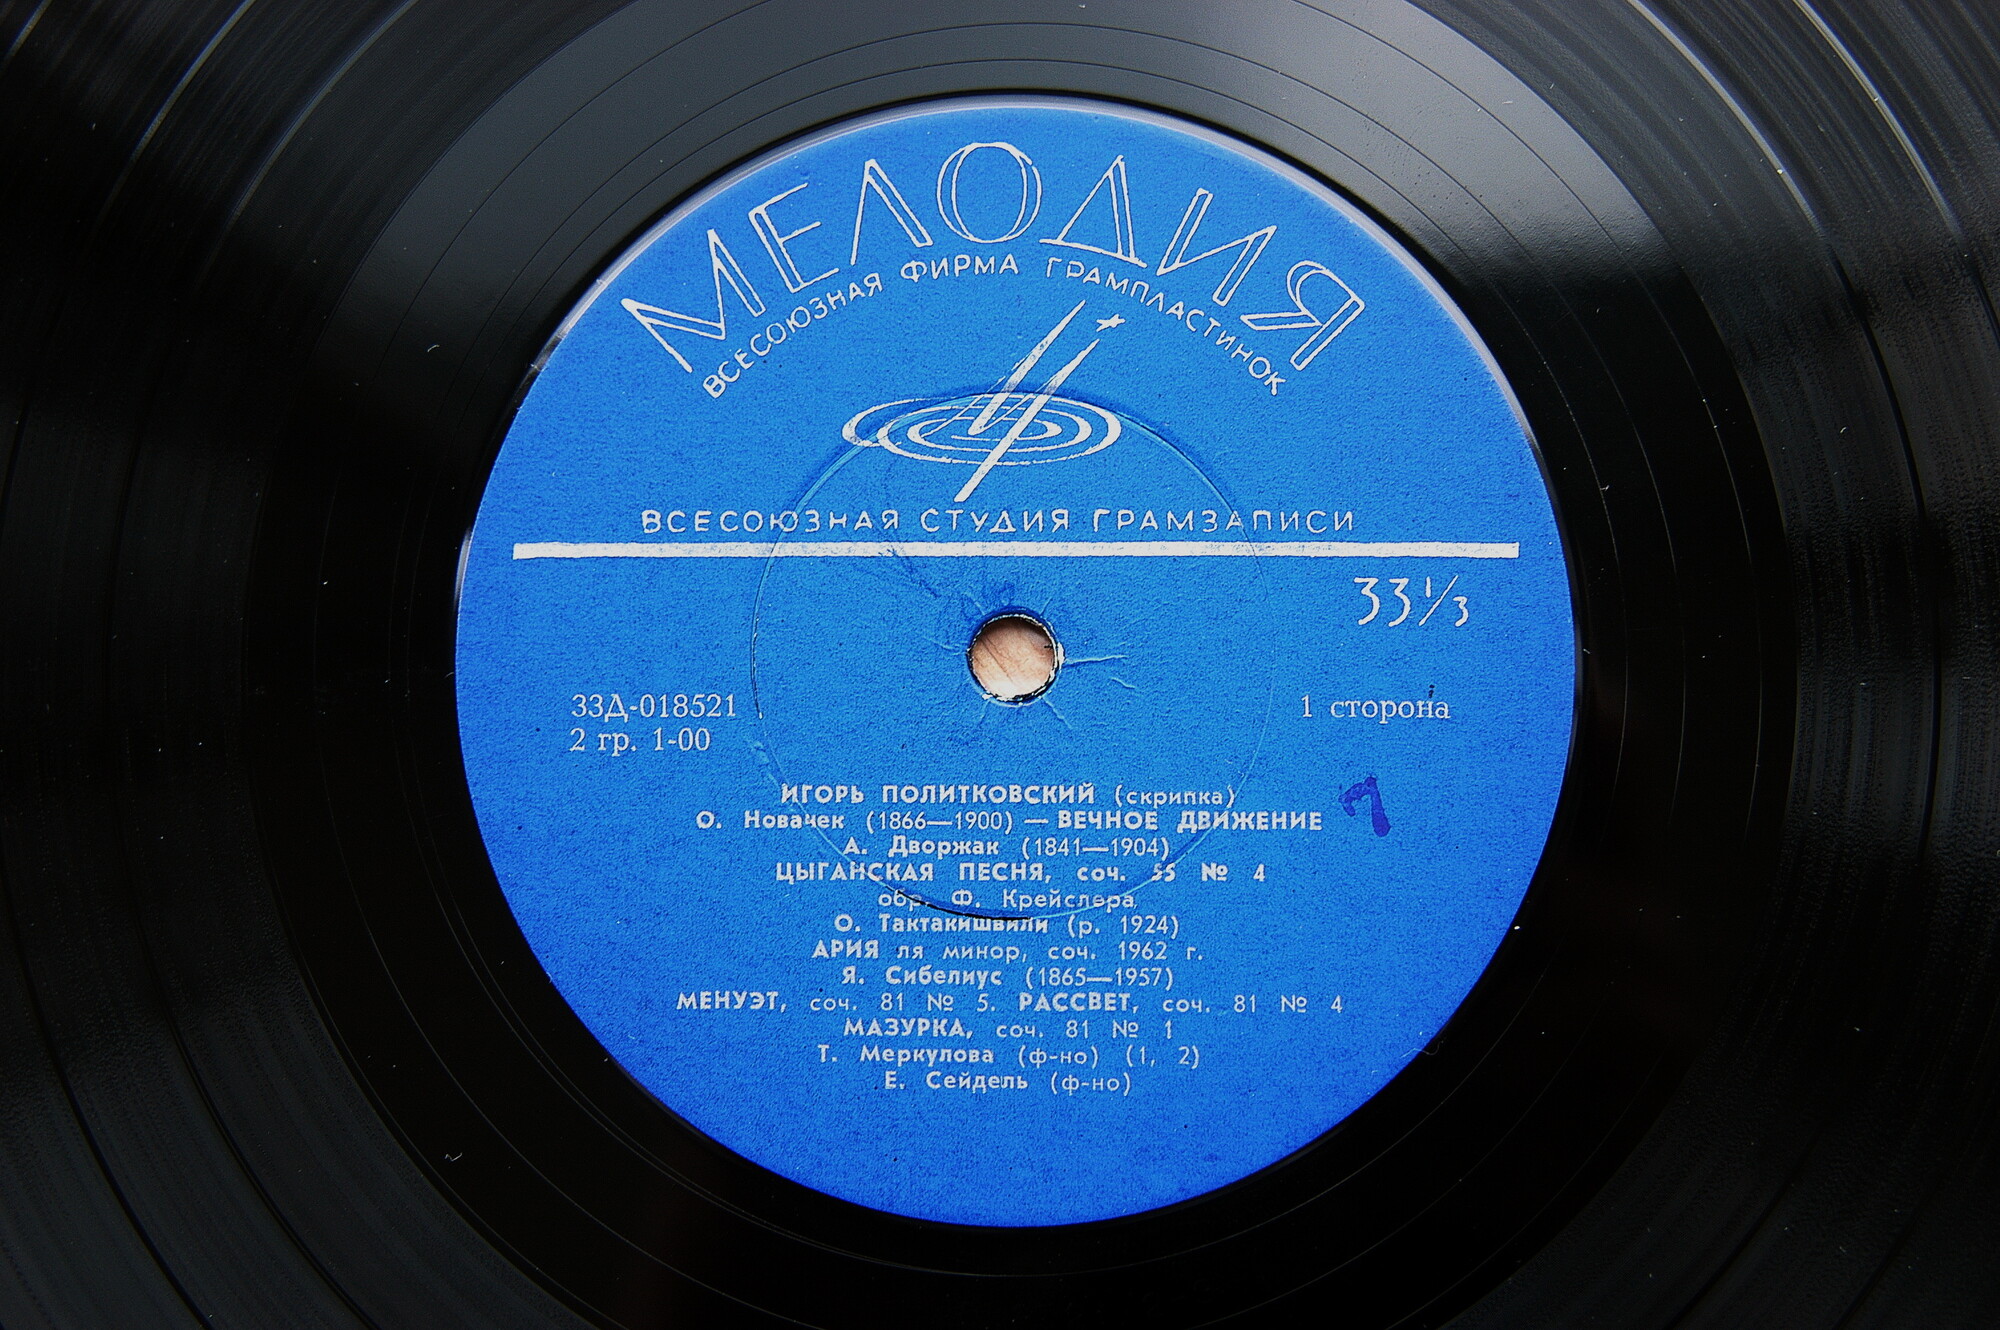 МЕЛОДИЯ
ВСЕСОЮЗНАЯ ФИРМА ГРАМПЛАСТИНОК
ВСЕСОЮЗНАЯ СТУДИЯ ГРАМЗАПИСИ
33⅓
33Д-018521
2 гр. 1-00
1 сторона
ИГОРЬ ПОЛИТКОВСКИЙ (скрипка)
О. Новачек (1866—1900) — ВЕЧНОЕ ДВИЖЕНИЕ
А. Дворжак (1841—1904)
ЦЫГАНСКАЯ ПЕСНЯ, соч. 55 № 4
обр. Ф. Крейслера
О. Тактакишвили (р. 1924)
АРИЯ ля минор, соч. 1962 г.
Я. Сибелиус (1865—1957)
МЕНУЭТ, соч. 81 № 5. РАССВЕТ, соч. 81 № 4
МАЗУРКА, соч. 81 № 1
Т. Меркулова (ф-но) (1, 2)
Е. Сейдель (ф-но)